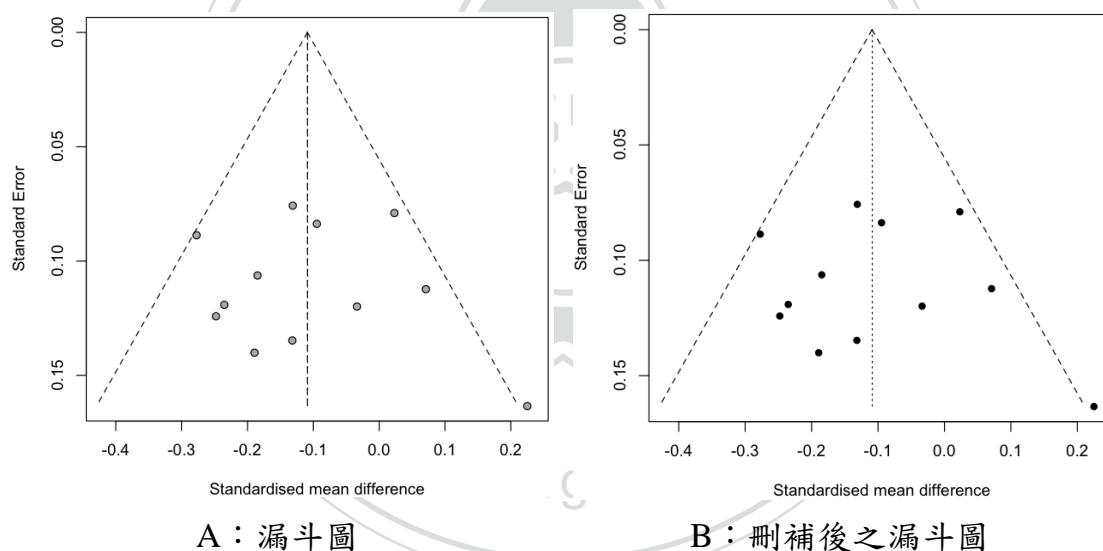 0.00
0.05
0.10
0.15
Standard Error
-0.4 -0.3 -0.2 -0.1 0.0 0.1 0.2
Standardised mean difference
A：漏斗圖
0.00
0.05
0.10
0.15
Standard Error
-0.4 -0.3 -0.2 -0.1 0.0 0.1 0.2
Standardised mean difference
B：刪補後之漏斗圖